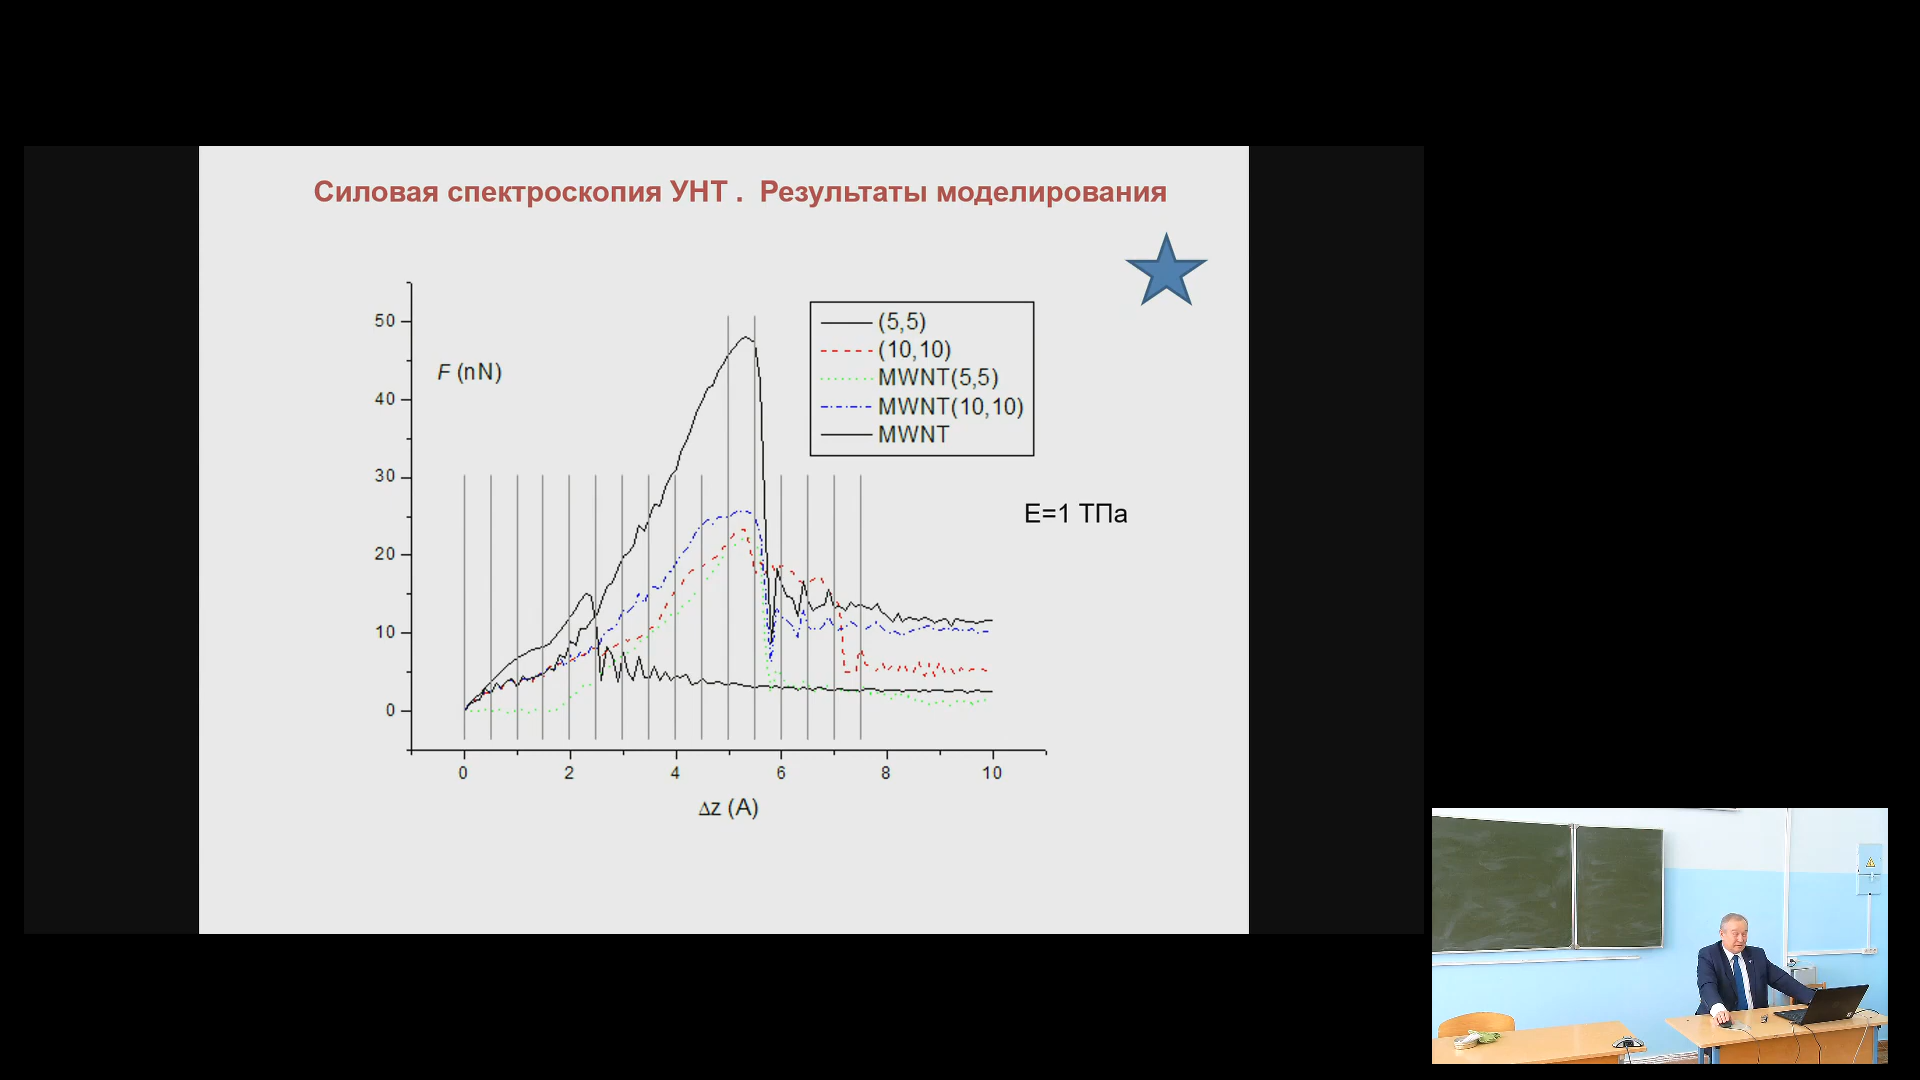 Силовая спектроскопия УНТ .  Результаты моделирования
50
40
30
20
10
0
F (nN)
(5,5)
(10,10)
MWNT(5,5)
MWNT(10,10)
MWNT
E=1 ТПа
0 2 4 6 8 10
Δz (A)